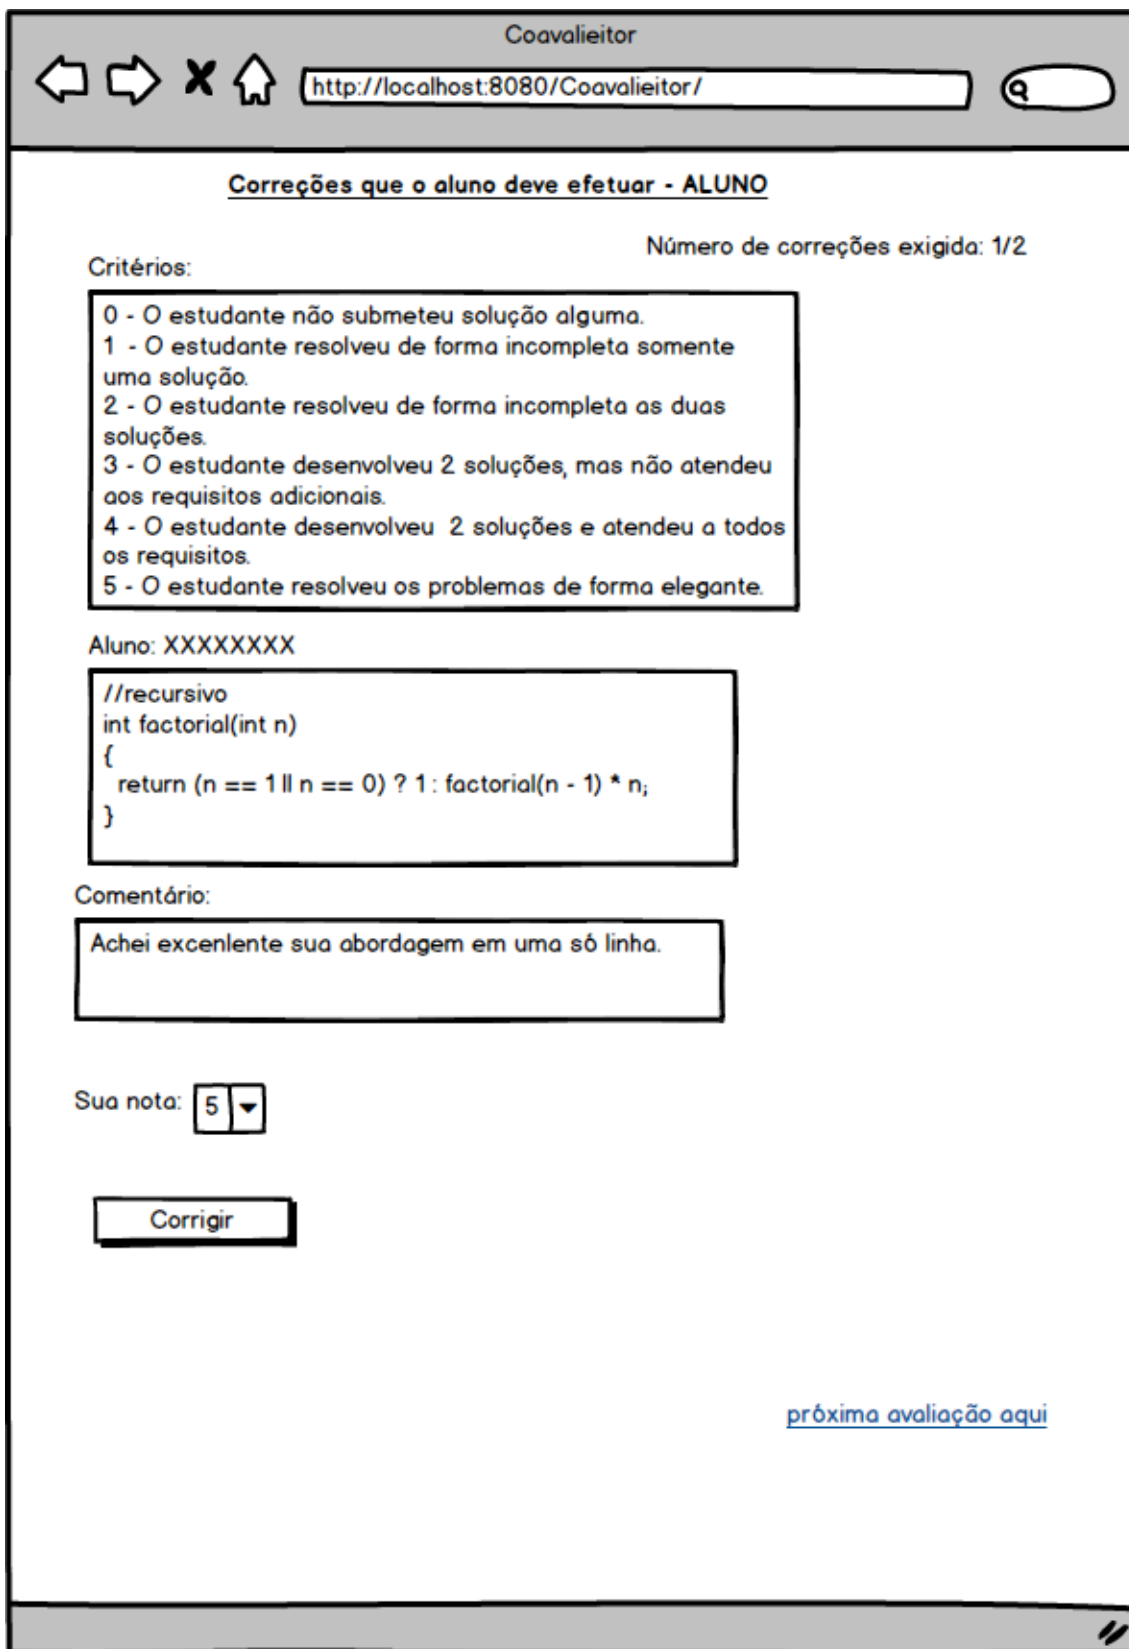 Coavalieitor
http://localhost:8080/Coavalieitor/
Correções que o aluno deve efetuar - ALUNO
Número de correções exigida: 1/2
Critérios:
0 - O estudante não submeteu solução alguma.
1 - O estudante resolveu de forma incompleta somente
uma solução.
2 - O estudante resolveu de forma incompleta as duas
soluções.
3 - O estudante desenvolveu 2 soluções, mas não atendeu
aos requisitos adicionais.
4 - O estudante desenvolveu 2 soluções e atendeu a todos
os requisitos.
5 - O estudante resolveu os problemas de forma elegante.
Aluno: XXXXXXXX
//recursivo
int factorial(int n)
{
return (n == 1 || n == 0) ? 1 : factorial(n - 1) * n;
}
Comentário:
Achei excenlente sua abordagem em uma só linha.
Sua nota: 5
Corrigir
próxima avaliação aqui